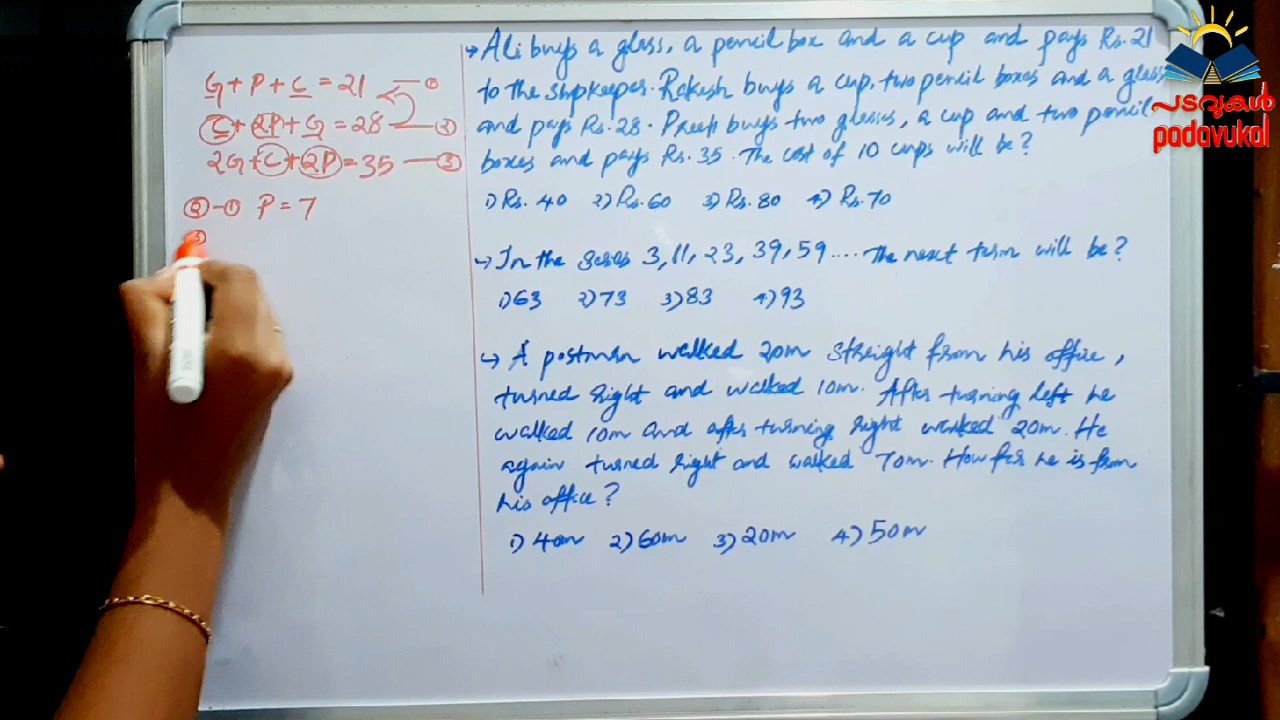 G + P + C = 21 — ①
C + 2P + G = 28 — ②
2G + C + 2P = 35 — ③
② - ① P = 7
③
→ Ali buys a glass, a pencil box and a cup and pays Rs. 21
to the shopkeeper. Rakesh buys a cup, two pencil boxes and a glass
and pays Rs. 28. Preeti buys two glasses, a cup and two pencil
boxes and pays Rs. 35. The cost of 10 cups will be?
1) Rs. 40 2) Rs. 60 3) Rs. 80 4) Rs. 70
→ In the series 3, 11, 23, 39, 59 .... The next term will be?
1) 63 2) 73 3) 83 4) 93
→ A postman walked 20m streight from his office,
turned right and walked 10m. After turning left he
walked 10m and after turning right walked 20m. He
again turned right and walked 70m. How far he is from
his office?
1) 40m 2) 60m 3) 20m 4) 50m
പടവുകൾ
padavukal